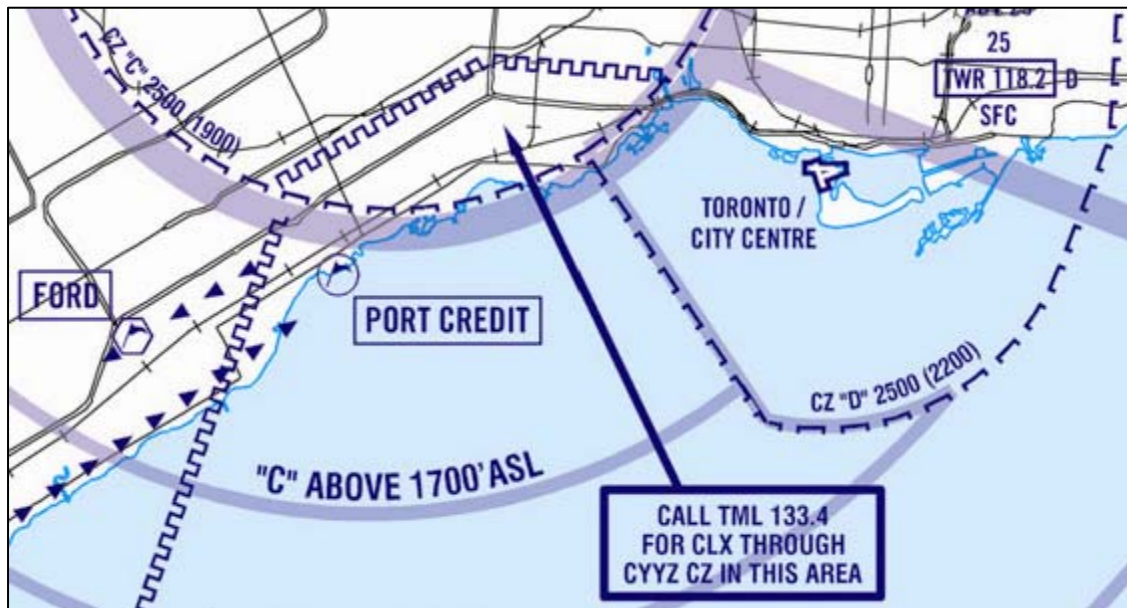 25
TWR 118.2 D
SFC
CZ "C" 2500 (1900)
TORONTO /
CITY CENTRE
FORD
PORT CREDIT
CZ "D" 2500 (2200)
"C" ABOVE 1700' ASL
CALL TML 133.4
FOR CLX THROUGH
CYYZ CZ IN THIS AREA